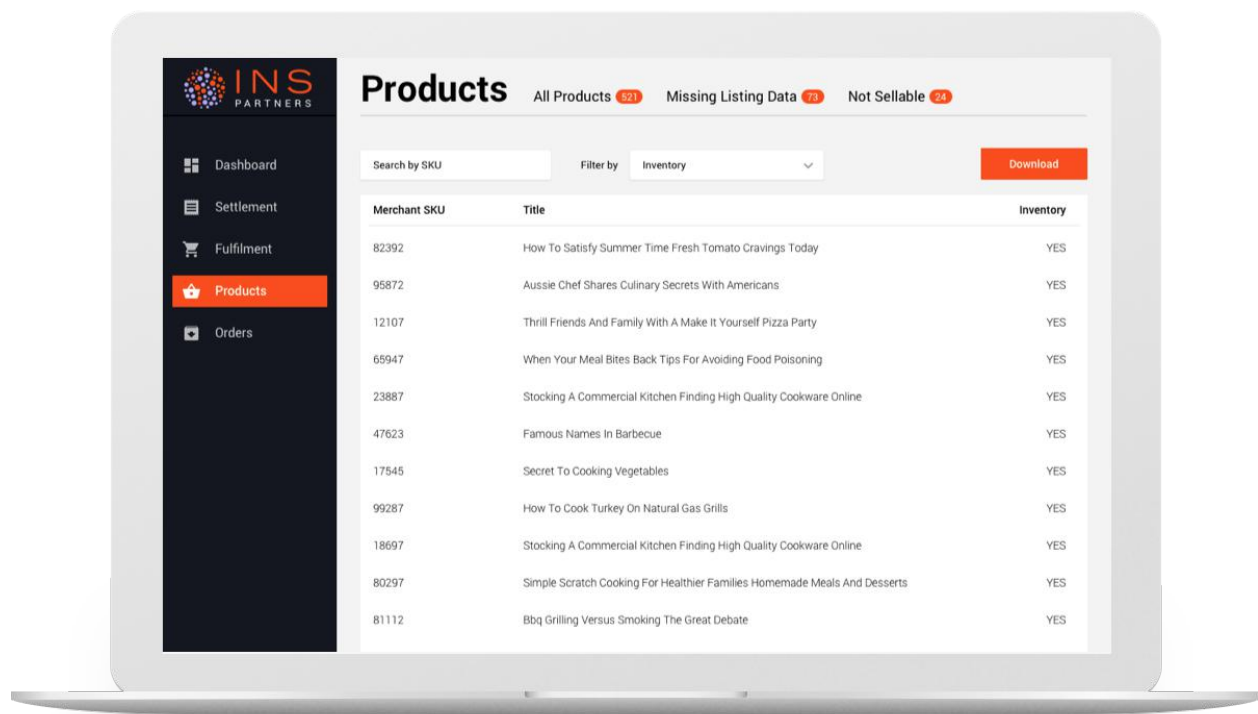 INS
PARTNERS
Products
All Products 521
Missing Listing Data 73
Not Sellable 24
Dashboard
Settlement
Fulfilment
Products
Orders
Search by SKU
Filter by
Inventory
Download
Merchant SKU Title Inventory
82392 How To Satisfy Summer Time Fresh Tomato Cravings Today YES
95872 Aussie Chef Shares Culinary Secrets With Americans YES
12107 Thrill Friends And Family With A Make It Yourself Pizza Party YES
65947 When Your Meal Bites Back Tips For Avoiding Food Poisoning YES
23887 Stocking A Commercial Kitchen Finding High Quality Cookware Online YES
47623 Famous Names In Barbecue YES
17545 Secret To Cooking Vegetables YES
99287 How To Cook Turkey On Natural Gas Grills YES
18697 Stocking A Commercial Kitchen Finding High Quality Cookware Online YES
80297 Simple Scratch Cooking For Healthier Families Homemade Meals And Desserts YES
81112 Bbq Grilling Versus Smoking The Great Debate YES